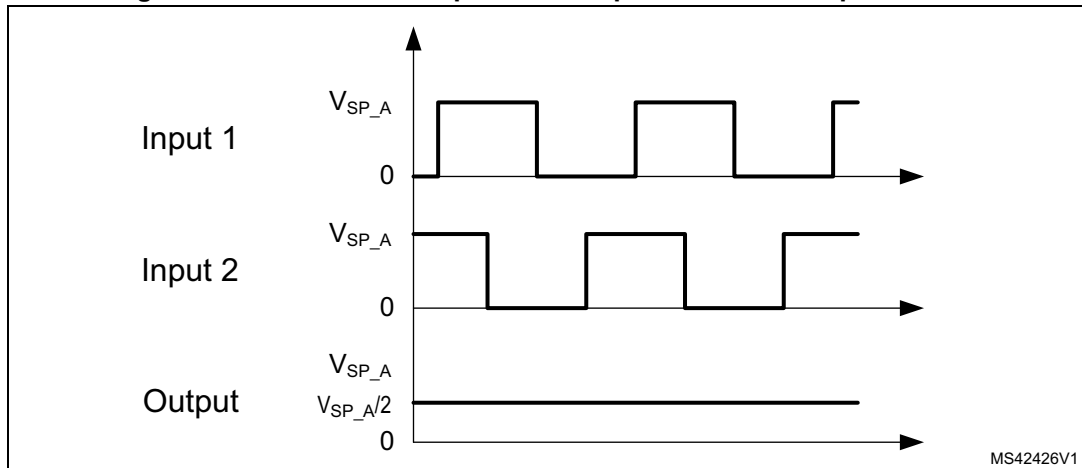 V_SP_A
Input 1
0
V_SP_A
Input 2
0
V_SP_A
Output
V_SP_A/2
0
MS42426V1